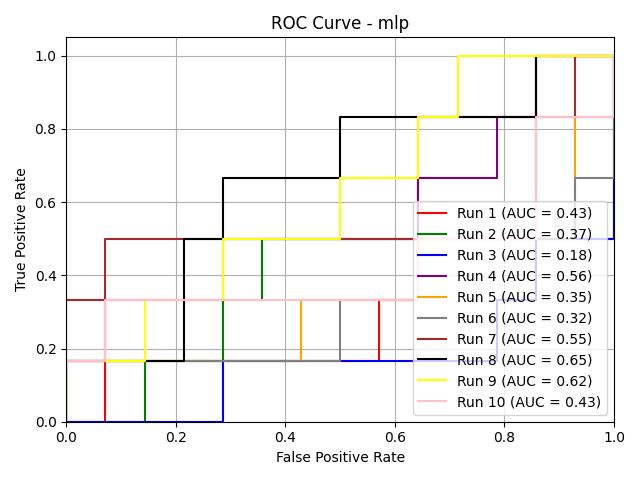 ROC Curve - mlp
True Positive Rate
1.0
0.8
0.6
0.4
0.2
0.0
Run 1 (AUC = 0.43)
Run 2 (AUC = 0.37)
Run 3 (AUC = 0.18)
Run 4 (AUC = 0.56)
Run 5 (AUC = 0.35)
Run 6 (AUC = 0.32)
Run 7 (AUC = 0.55)
Run 8 (AUC = 0.65)
Run 9 (AUC = 0.62)
Run 10 (AUC = 0.43)
0.0 0.2 0.4 0.6 0.8 1.0
False Positive Rate